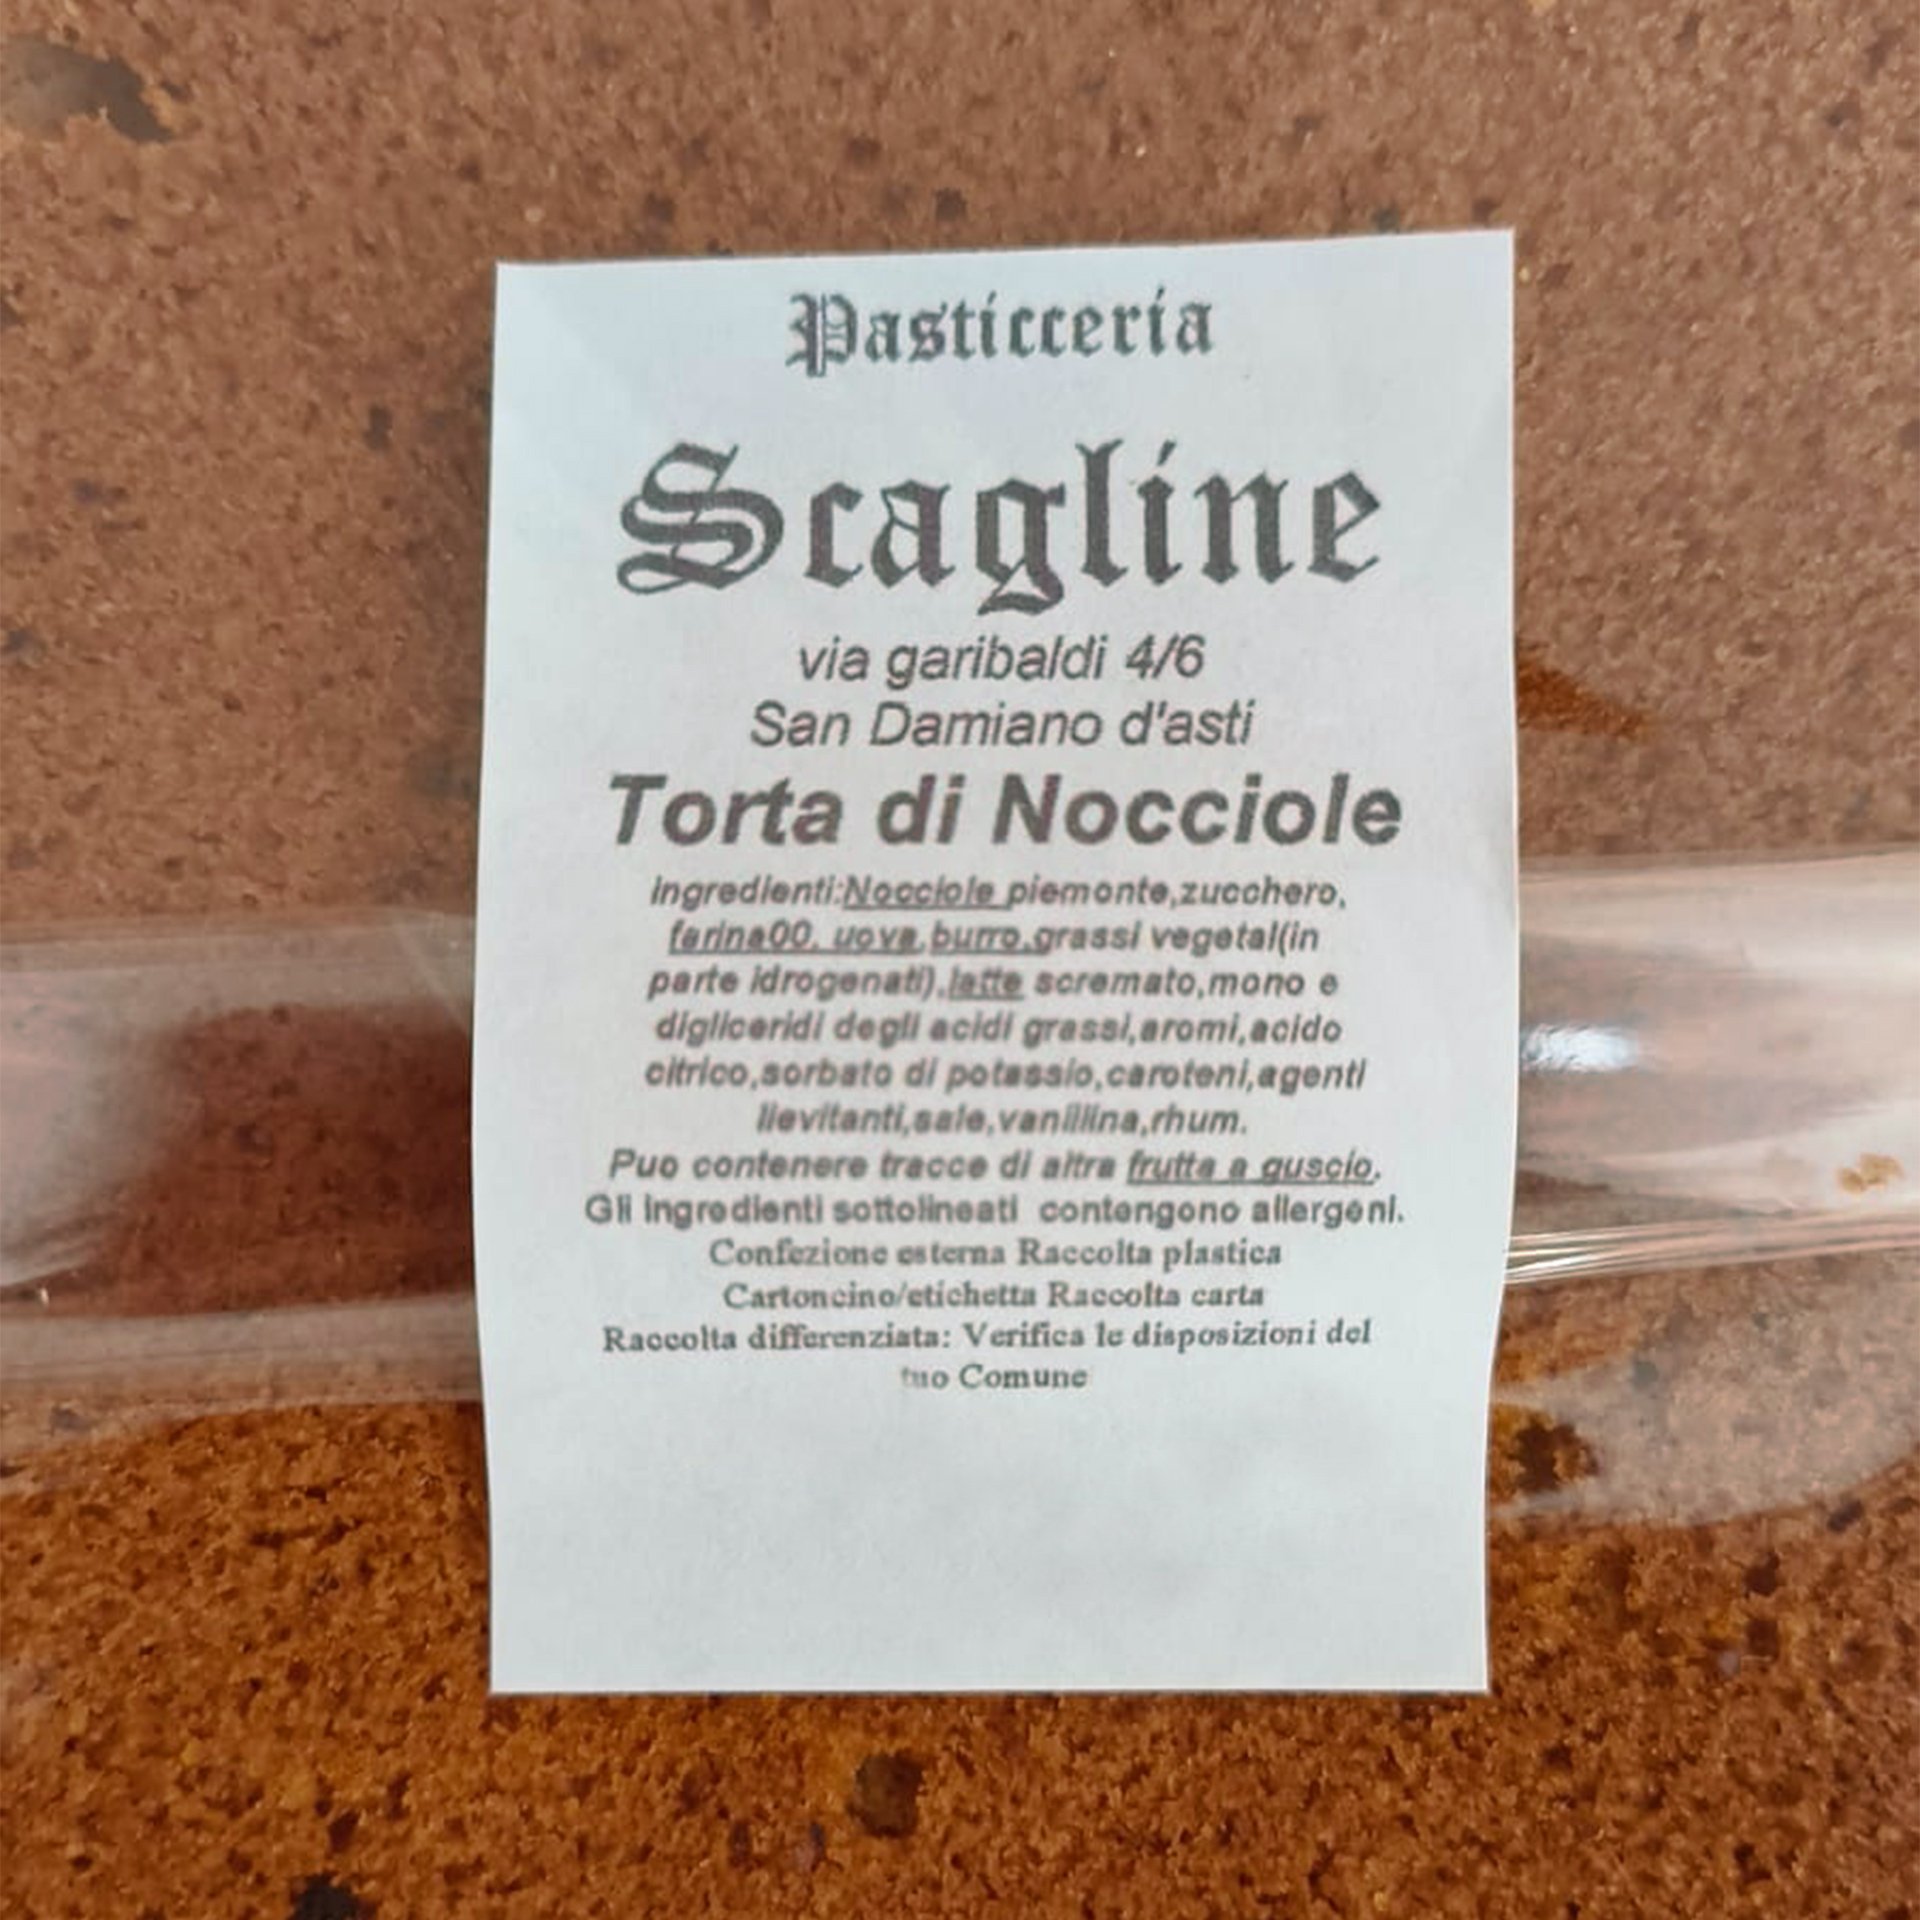 Pasticceria
Scagline
via garibaldi 4/6
San Damiano d'asti
Torta di Nocciole
ingredienti:Nocciole piemonte,zucchero,
farina00, uova,burro,grassi vegetal(in
parte idrogenati),latte scremato,mono e
digliceridi degli acidi grassi,aromi,acido
citrico,sorbato di potassio,caroteni,agenti
lievitanti,sale,vanillina,rhum.
Puo contenere tracce di altra frutta a guscio.
Gli ingredienti sottolineati contengono allergeni.
Confezione esterna Raccolta plastica
Cartoncino/etichetta Raccolta carta
Raccolta differenziata: Verifica le disposizioni del
tuo Comune